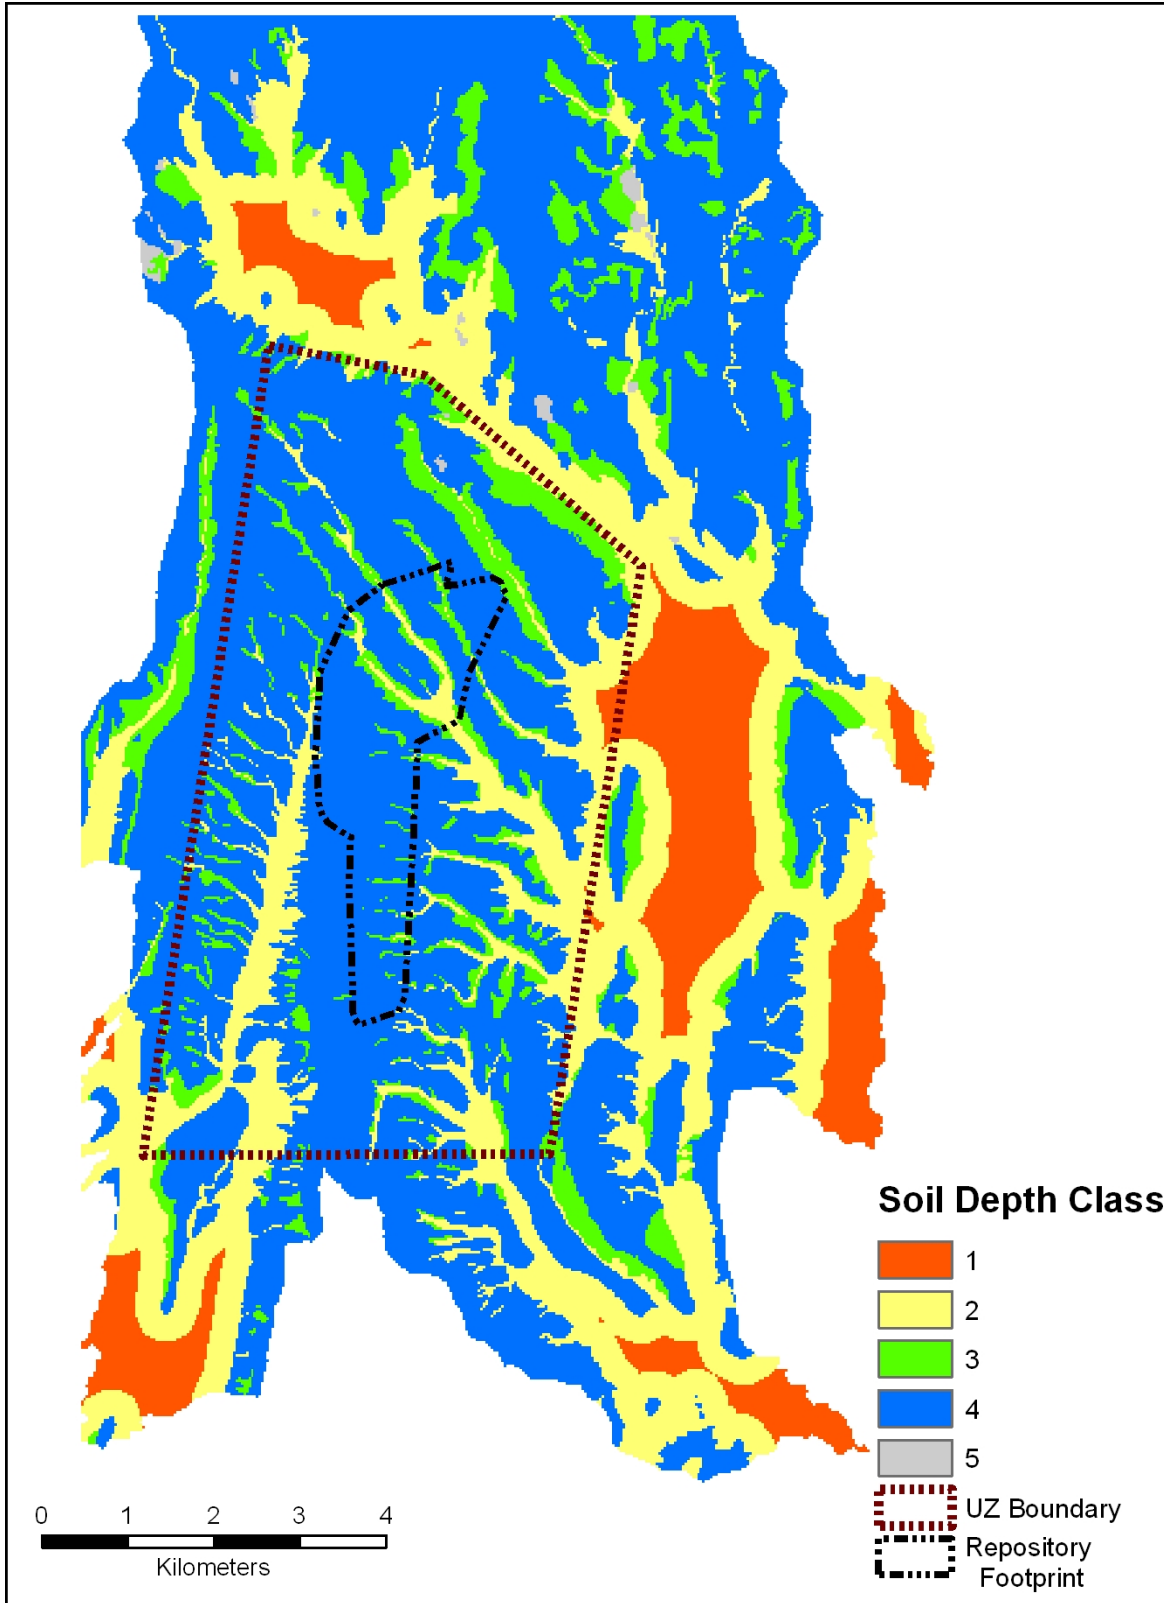 Soil Depth Class
1
2
3
4
5
UZ Boundary
Repository
Footprint
0 1 2 3 4
Kilometers